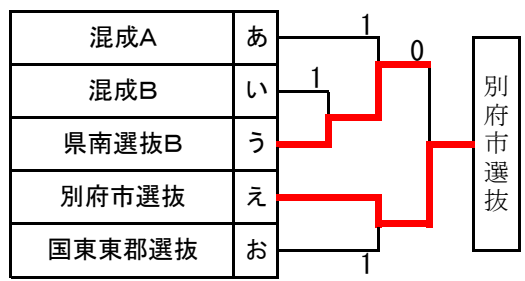 混成A あ 1
0
混成B い 1
県南選抜B う
別府市選抜 え
国東東郡選抜 お 1
別府市選抜